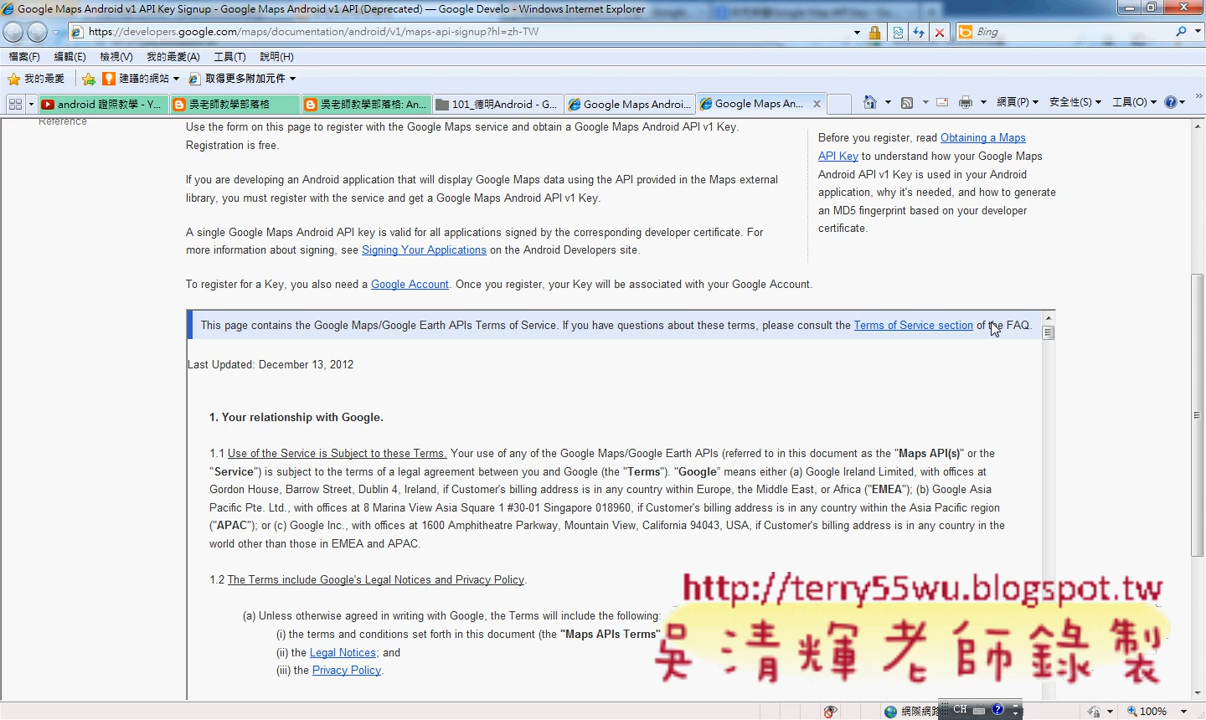 Google Maps Android v1 API Key Signup - Google Maps Android v1 API (Deprecated) — Google Develo - Windows Internet Explorer
https://developers.google.com/maps/documentation/android/v1/maps-api-signup?hl=zh-TW
Bing
檔案(F) 編輯(E) 檢視(V) 我的最愛(A) 工具(T) 說明(H)
我的最愛 建議的網站 取得更多附加元件
android 證照教學 - Y... 吳老師教學部落格 吳老師教學部落格: An... 101_德明Android - G... Google Maps Androi... Google Maps An... 網頁(P) 安全性(S) 工具(O)
Reference
Use the form on this page to register with the Google Maps service and obtain a Google Maps Android API v1 Key.
Registration is free.
If you are developing an Android application that will display Google Maps data using the API provided in the Maps external
library, you must register with the service and get a Google Maps Android API v1 Key.
A single Google Maps Android API key is valid for all applications signed by the corresponding developer certificate. For
more information about signing, see Signing Your Applications on the Android Developers site.
To register for a Key, you also need a Google Account. Once you register, your Key will be associated with your Google Account.
Before you register, read Obtaining a Maps
API Key to understand how your Google
Maps Android API v1 Key is used in your Android
application, why it's needed, and how to generate
an MD5 fingerprint based on your developer
certificate.
This page contains the Google Maps/Google Earth APIs Terms of Service. If you have questions about these terms, please consult the Terms of Service section of the FAQ.
Last Updated: December 13, 2012
1. Your relationship with Google.
1.1 Use of the Service is Subject to these Terms. Your use of any of the Google Maps/Google Earth APIs (referred to in this document as the "Maps API(s)" or the
"Service") is subject to the terms of a legal agreement between you and Google (the "Terms"). "Google" means either (a) Google Ireland Limited, with offices at
Gordon House, Barrow Street, Dublin 4, Ireland, if Customer's billing address is in any country within Europe, the Middle East, or Africa ("EMEA"); (b) Google Asia
Pacific Pte. Ltd., with offices at 8 Marina View Asia Square 1 #30-01 Singapore 018960, if Customer's billing address is in any country within the Asia Pacific region
("APAC"); or (c) Google Inc., with offices at 1600 Amphitheatre Parkway, Mountain View, California 94043, USA, if Customer's billing address is in any country in the
world other than those in EMEA and APAC.
1.2 The Terms include Google's Legal Notices and Privacy Policy.
(a) Unless otherwise agreed in writing with Google, the Terms will include the following:
(i) the terms and conditions set forth in this document (the "Maps APIs Terms"
(ii) the Legal Notices; and
(iii) the Privacy Policy.
http://terry55wu.blogspot.tw
吳清輝老師錄製
CH
100%